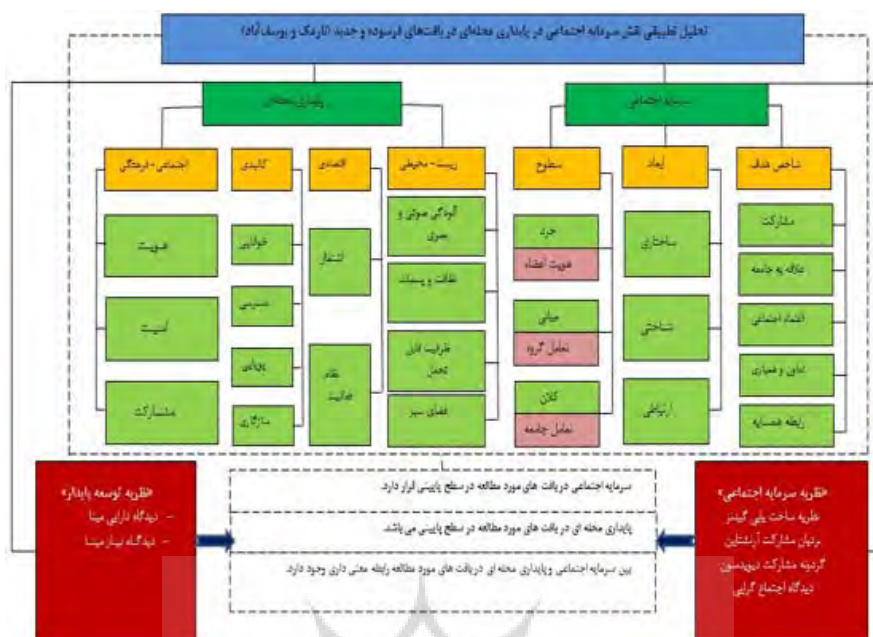 تحلیل تطبیقی نقش سرمایه اجتماعی در پایداری محله‌ای در بافت‌های فرسوده و جدید (نارمک و یوسف‌آباد)
سرمایه اجتماعی
پایداری محله‌ای
شاخص هدف
ابعاد
سطوح
زیست - محیطی
اقتصادی
کالبدی
اجتماعی - فرهنگی
مشارکت
علاقه به جامعه
اعتماد اجتماعی
تعاون و همیاری
رابطه همسایه
ساختاری
شناختی
ارتباطی
خرد
هویت اعضاء
میانی
تعامل گروه
کلان
تعامل جامعه
آلودگی صوتی و
بصری
نظافت و پسماند
ظرفیت قابل
تحمل
فضای سبز
اشتغال
نظام
فعالیت
خوانایی
دسترسی
پویایی
سازگاری
هویت
امنیت
مشارکت
«نظریه سرمایه اجتماعی»
نظریه ساخت یابی گیدنز
نردبان مشارکت آرنشتاین
گردونه مشارکت دیویدسون
دیدگاه اجتماع گرایی
سرمایه اجتماعی در بافت های مورد مطالعه در سطح پایینی قرار دارد.
پایداری محله ای در بافت های مورد مطالعه در سطح پایینی می باشد.
بین سرمایه اجتماعی و پایداری محله ای در بافت های مورد مطالعه رابطه معنی داری وجود دارد.
«نظریه توسعه پایدار»
– دیدگاه دارایی مبنا
– دیدگاه نیاز مبنا